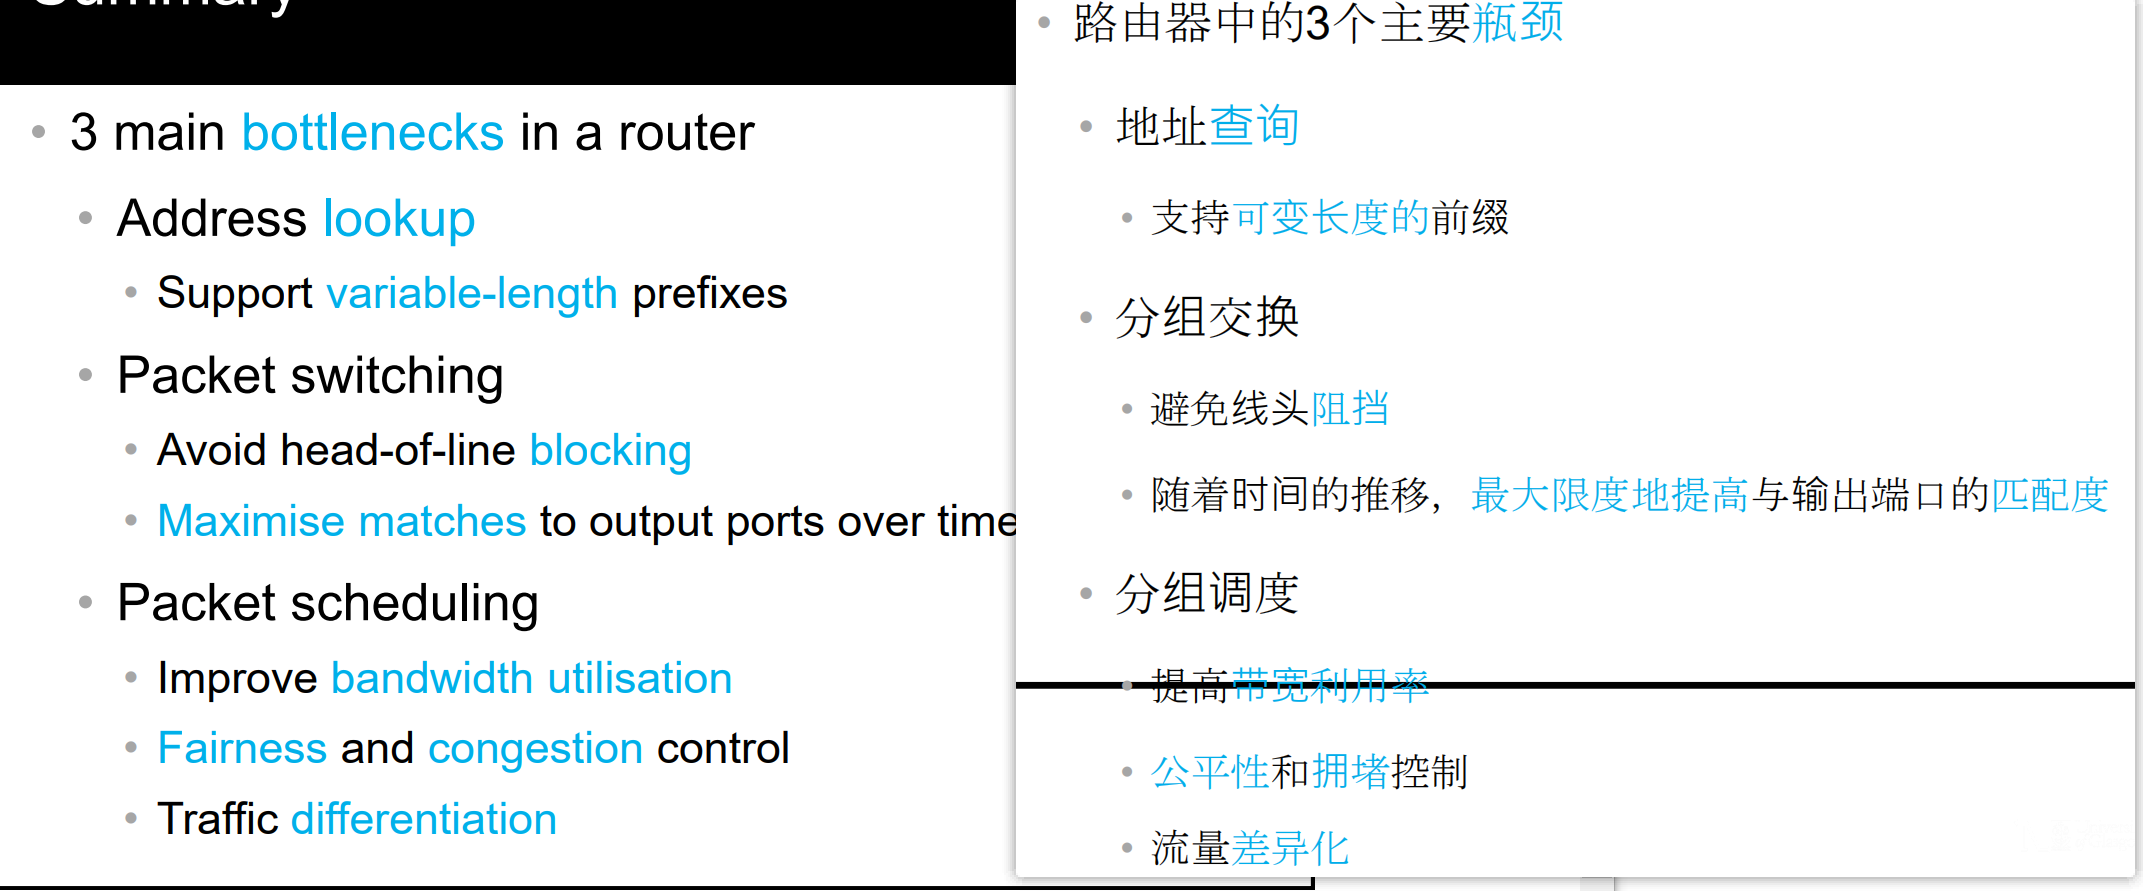 Summary
• 3 main bottlenecks in a router
• Address lookup
• Support variable-length prefixes
• Packet switching
• Avoid head-of-line blocking
• Maximise matches to output ports over time
• Packet scheduling
• Improve bandwidth utilisation
• Fairness and congestion control
• Traffic differentiation
• 路由器中的3个主要瓶颈
• 地址查询
• 支持可变长度的前缀
• 分组交换
• 避免线头阻挡
• 随着时间的推移，最大限度地提高与输出端口的匹配度
• 分组调度
• 提高带宽利用率
• 公平性和拥堵控制
• 流量差异化